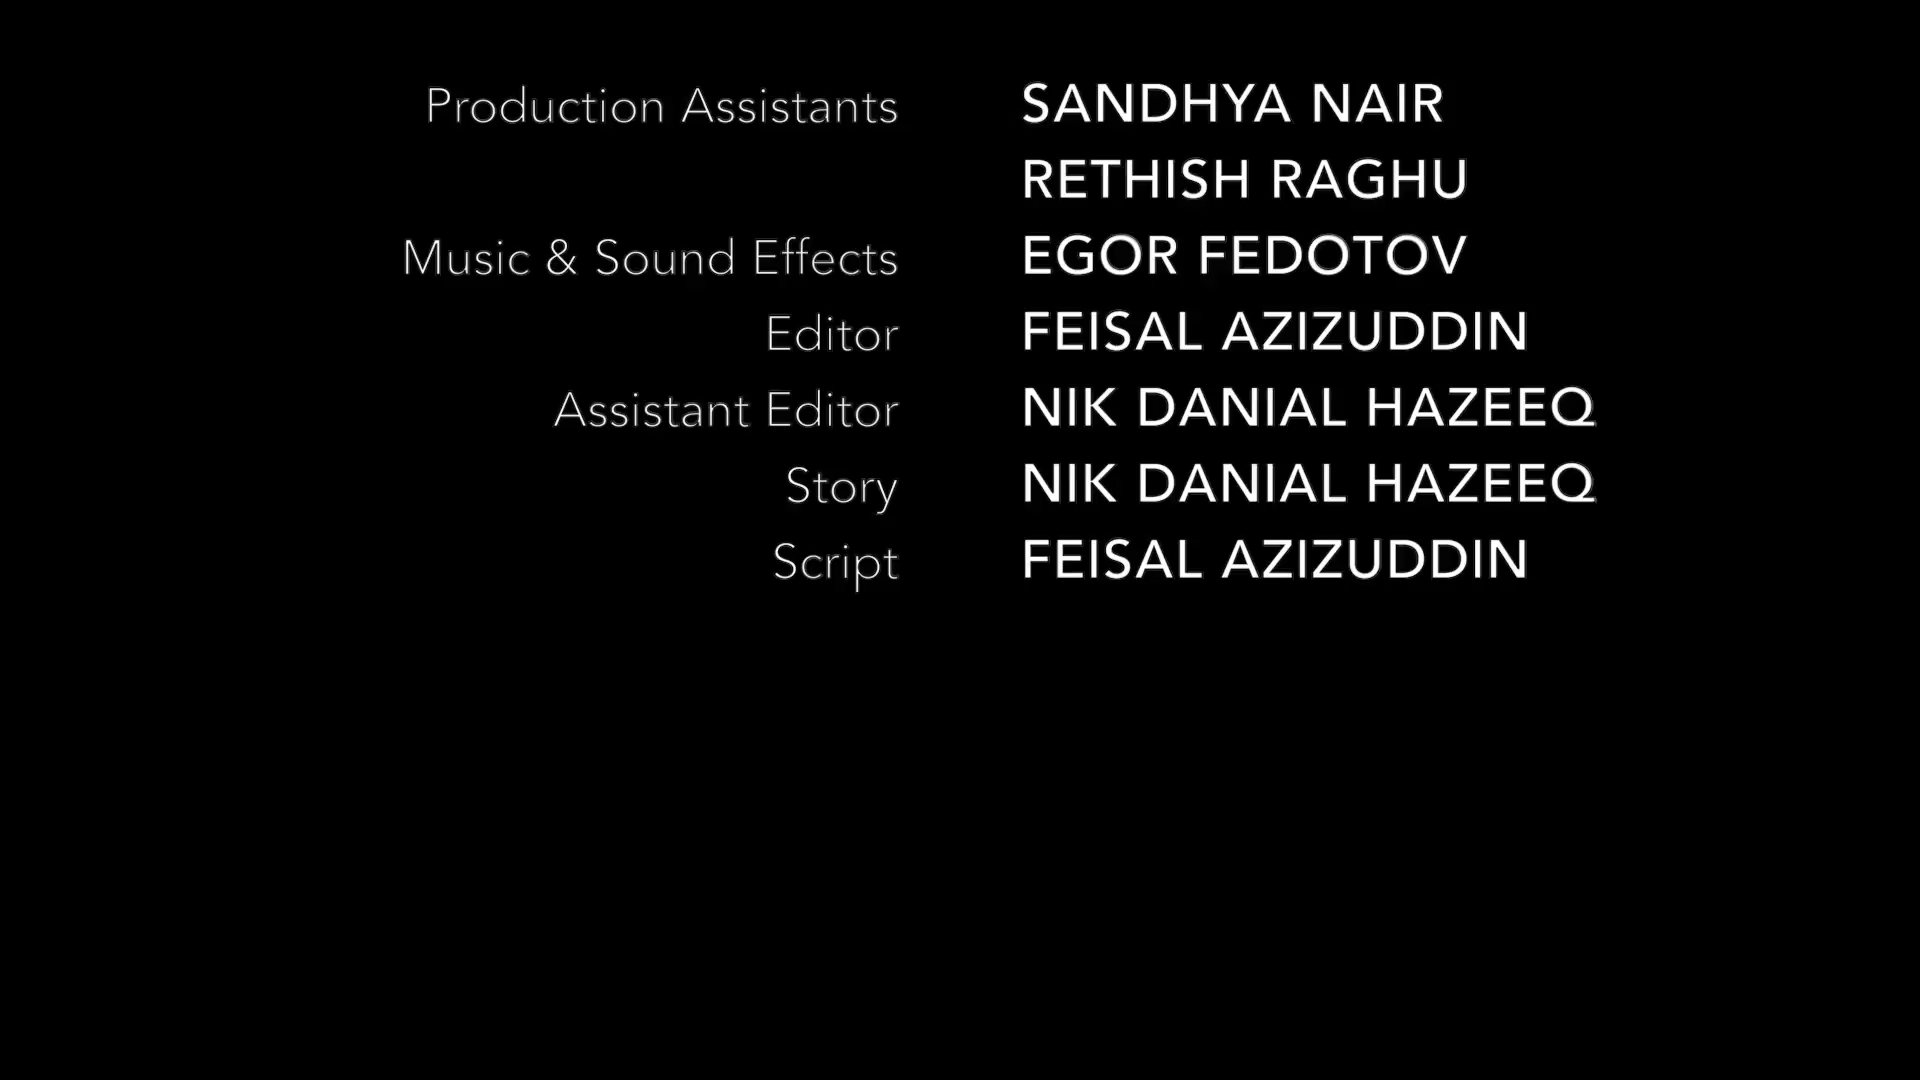 Production Assistants SANDHYA NAIR
RETHISH RAGHU
Music & Sound Effects EGOR FEDOTOV
Editor FEISAL AZIZUDDIN
Assistant Editor NIK DANIAL HAZEEQ
Story NIK DANIAL HAZEEQ
Script FEISAL AZIZUDDIN